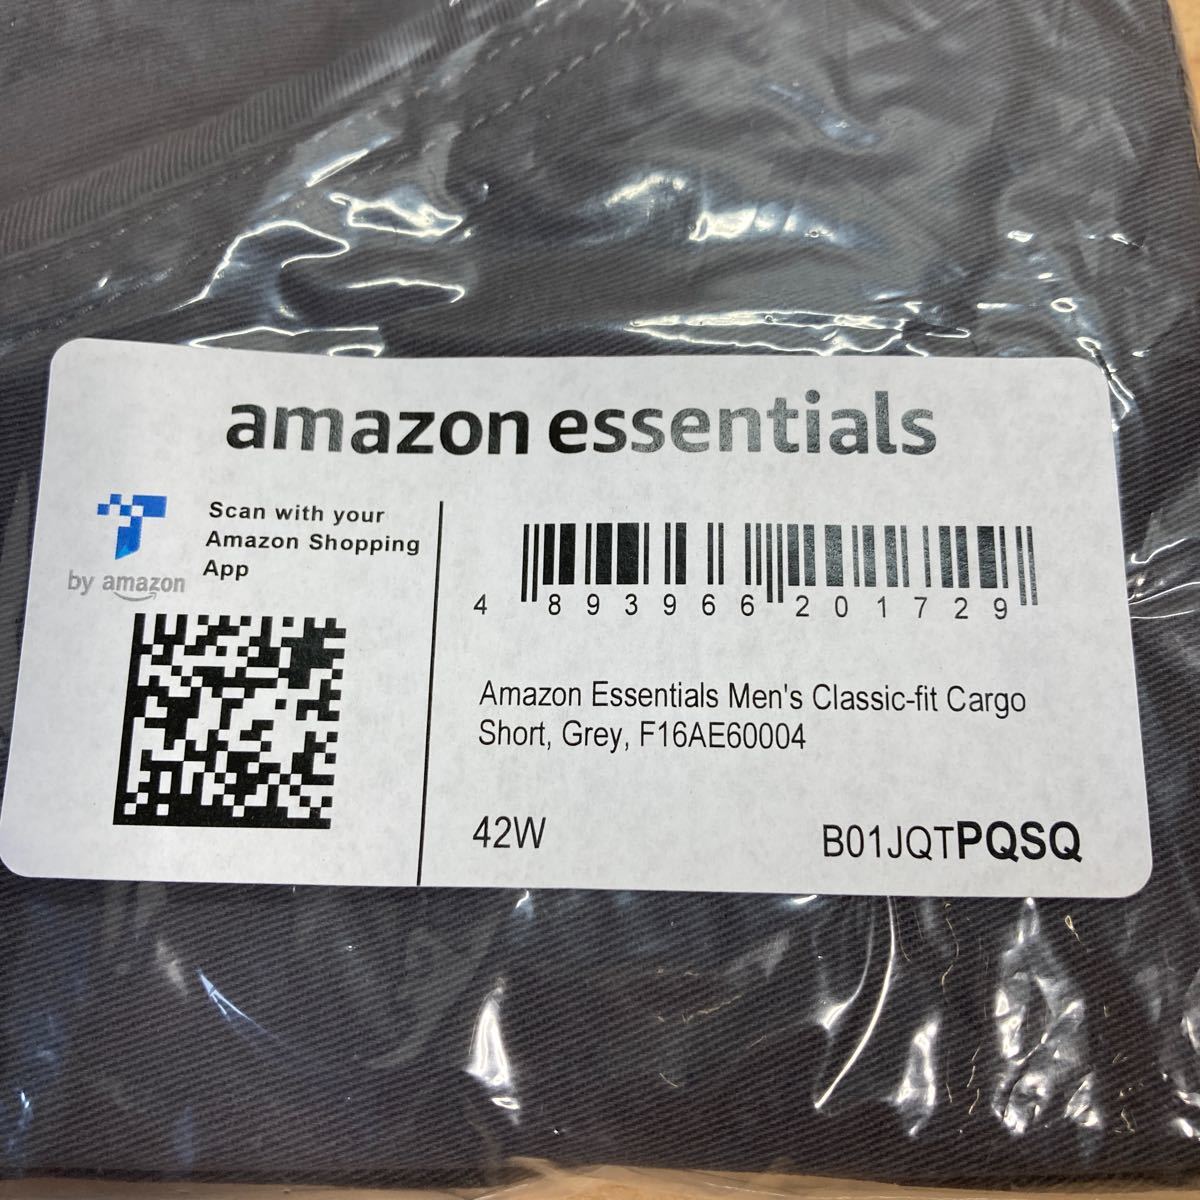 amazon essentials
Scan with your
Amazon Shopping
App
by amazon
4 893966 201729
Amazon Essentials Men's Classic-fit Cargo
Short, Grey, F16AE60004
42W
B01JQTPQSQ